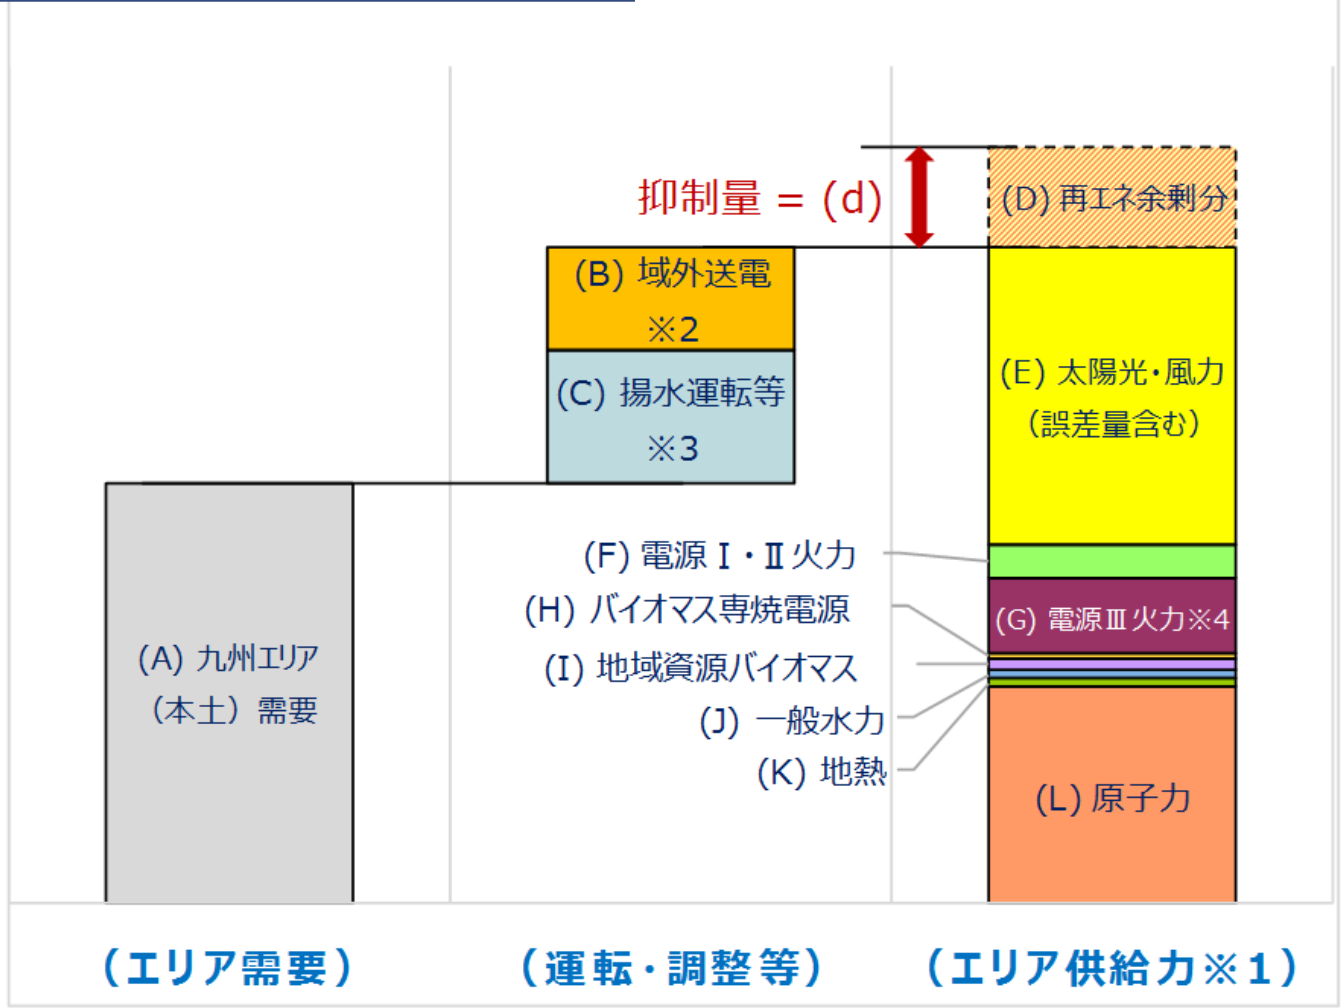 抑制量 = (d)
(D) 再エネ余剰分
(B) 域外送電
※2
(C) 揚水運転等
※3
(E) 太陽光・風力
（誤差量含む）
(F) 電源Ⅰ・Ⅱ火力
(H) バイオマス専焼電源
(G) 電源Ⅲ火力※4
(I) 地域資源バイオマス
(J) 一般水力
(K) 地熱
(A) 九州エリア
（本土）需要
(L) 原子力
（エリア需要）
（運転・調整等）
（エリア供給力※1）